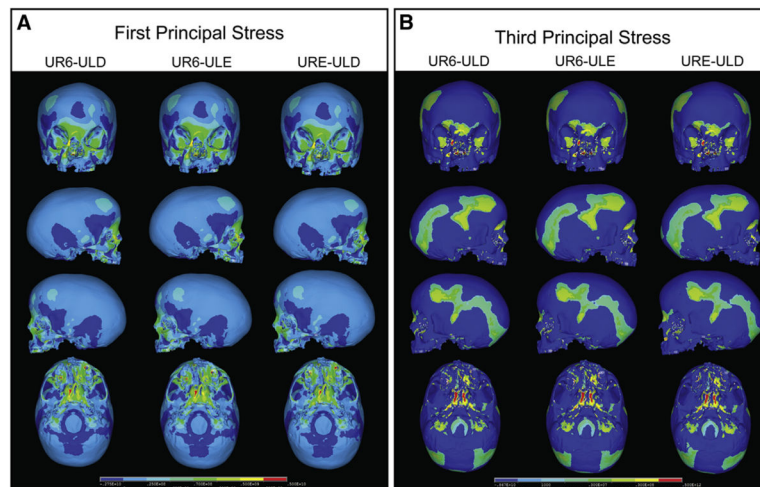 A
First Principal Stress
UR6-ULD UR6-ULE URE-ULD
B
Third Principal Stress
UR6-ULD UR6-ULE URE-ULD